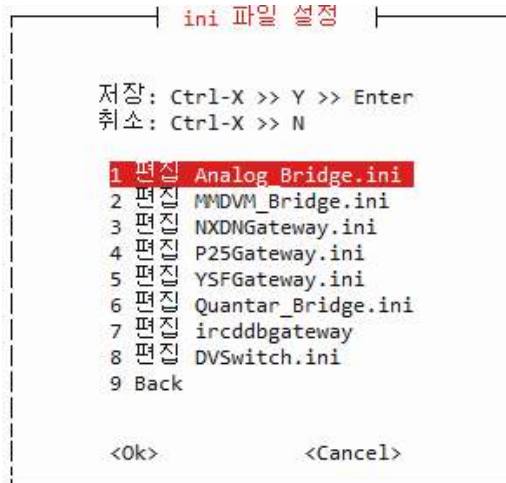 ini 파일 설정
저장: Ctrl-X >> Y >> Enter
취소: Ctrl-X >> N
1 편집 Analog_Bridge.ini
2 편집 MMDVM_Bridge.ini
3 편집 NXDNGateway.ini
4 편집 P25Gateway.ini
5 편집 YSFGateway.ini
6 편집 Quantar_Bridge.ini
7 편집 ircddbgateway
8 편집 DVSwitch.ini
9 Back
<Ok> <Cancel>